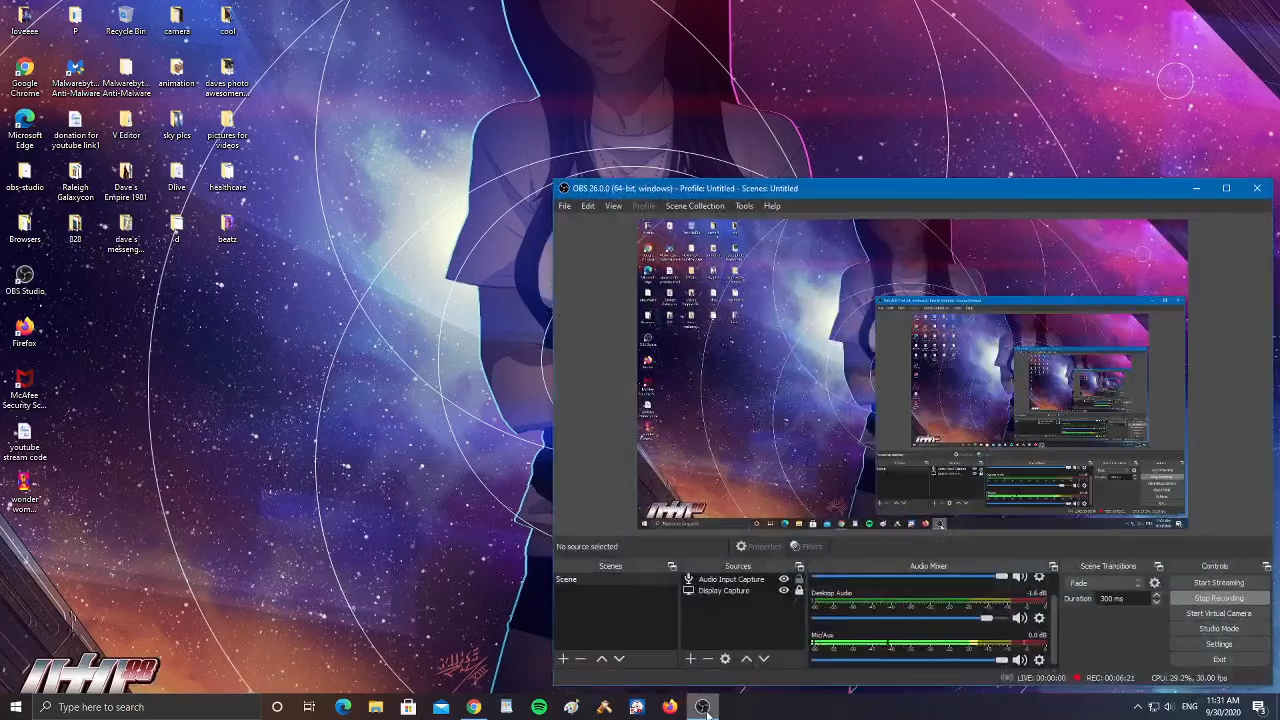 loveeee
P
Recycle Bin
camera
cool
Google Chrome
Malwarebyt... Anti-Malware
Malwarebyt... Anti-Malware
animation
daves photo awesomen...
Microsoft Edge
donation for youtube link1
V Editor
sky pics
pictures for videos
obs-studio
Raleigh Galaxycon
Dave's Empire 1981
Dlive
healthcare
Browsers
828
dave's messeng...
d
beatz
OBS Studio
Firefox
McAfee Security Sc...
youtube stream code
wonder wom...
OBS 26.0.0 (64-bit, windows) - Profile: Untitled - Scenes: Untitled
File Edit View Profile Scene Collection Tools Help
No source selected
Properties Filters
Scenes
Scene
Sources
Audio Input Capture
Display Capture
Audio Mixer
Desktop Audio -1.6 dB
Mic/Aux 0.0 dB
Scene Transitions
Fade
Duration 300 ms
Controls
Start Streaming
Stop Recording
Start Virtual Camera
Studio Mode
Settings
Exit
LIVE: 00:00:00 REC: 00:06:21 CPU: 29.2%, 30.00 fps
Type here to search
11:31 AM
9/30/2020